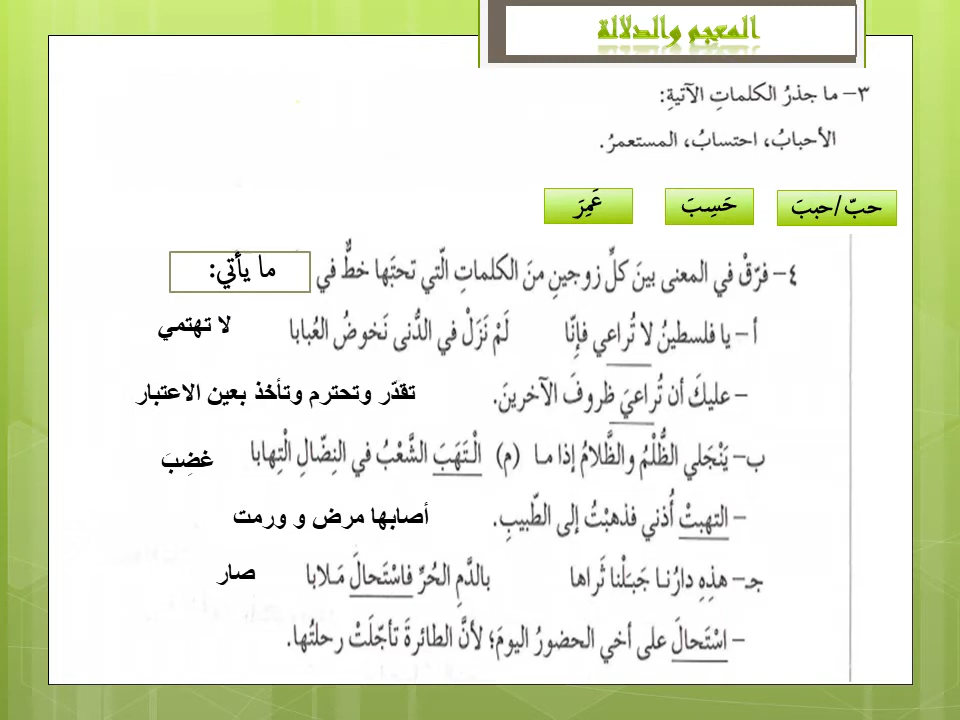 المعجم والدلالة
٣- ما جذرُ الكلماتِ الآتيةِ:
الأحبابُ، احتسابُ، المستعمرُ.
حبّ/حببَ
حَسِبَ
عَمِرَ
٤- فرّقْ في المعنى بينَ كلِّ زوجينِ منَ الكلماتِ الّتي تحتَها خطٌّ في ما يأتي:
أ- يا فلسطينُ لا تُراعي فإنّا لَمْ نَزَلْ في الدُّنى نَخوضُ العُبابا
لا تهتمي
- عليكَ أن تُراعيَ ظروفَ الآخرينَ.
تقدّر وتحترم وتأخذ بعين الاعتبار
ب- يَنْجَلي الظُّلْمُ والظَّلامُ إذا ما (م) الْتَهَبَ الشَّعْبُ في النِضّالِ الْتِهابا
غضِبَ
- التهبتْ أُذني فذهبْتُ إلى الطّبيبِ.
أصابها مرض و ورمت
جـ- هذِهِ دارُنا جَبَلْنا ثَراها بالدَّمِ الحُرِّ فاسْتَحالَ مَلابا
صار
- اسْتَحالَ على أخي الحضورُ اليومَ؛ لأنَّ الطائرةَ تأجّلَتْ رحلتُها.